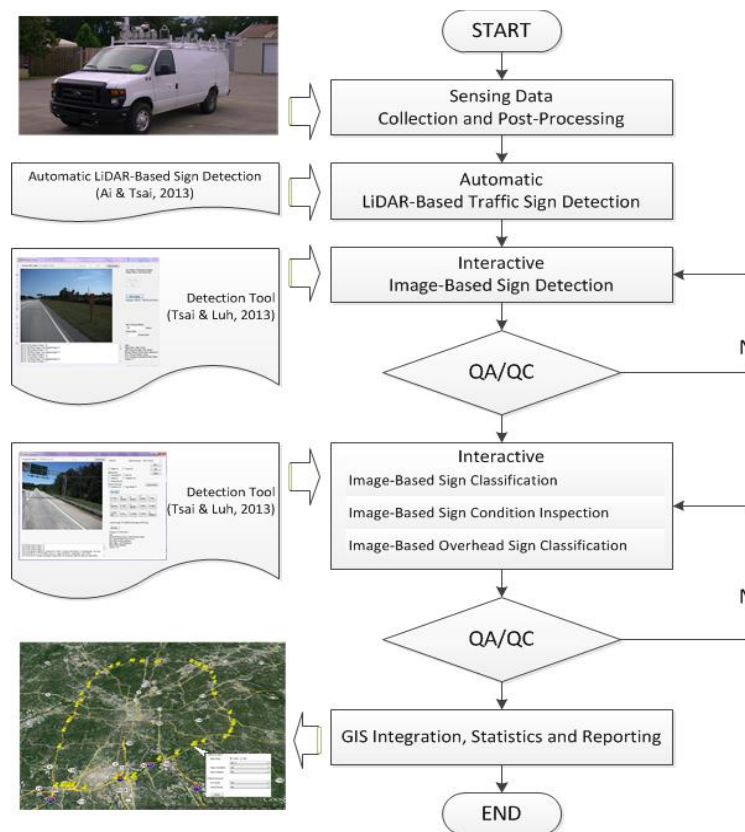 START
Sensing Data
Collection and Post-Processing
Automatic LiDAR-Based Sign Detection
(Ai & Tsai, 2013)
Automatic
LiDAR-Based Traffic Sign Detection
Detection Tool
(Tsai & Luh, 2013)
Interactive
Image-Based Sign Detection
QA/QC
N
Detection Tool
(Tsai & Luh, 2013)
Interactive
Image-Based Sign Classification
Image-Based Sign Condition Inspection
Image-Based Overhead Sign Classification
QA/QC
N
GIS Integration, Statistics and Reporting
END